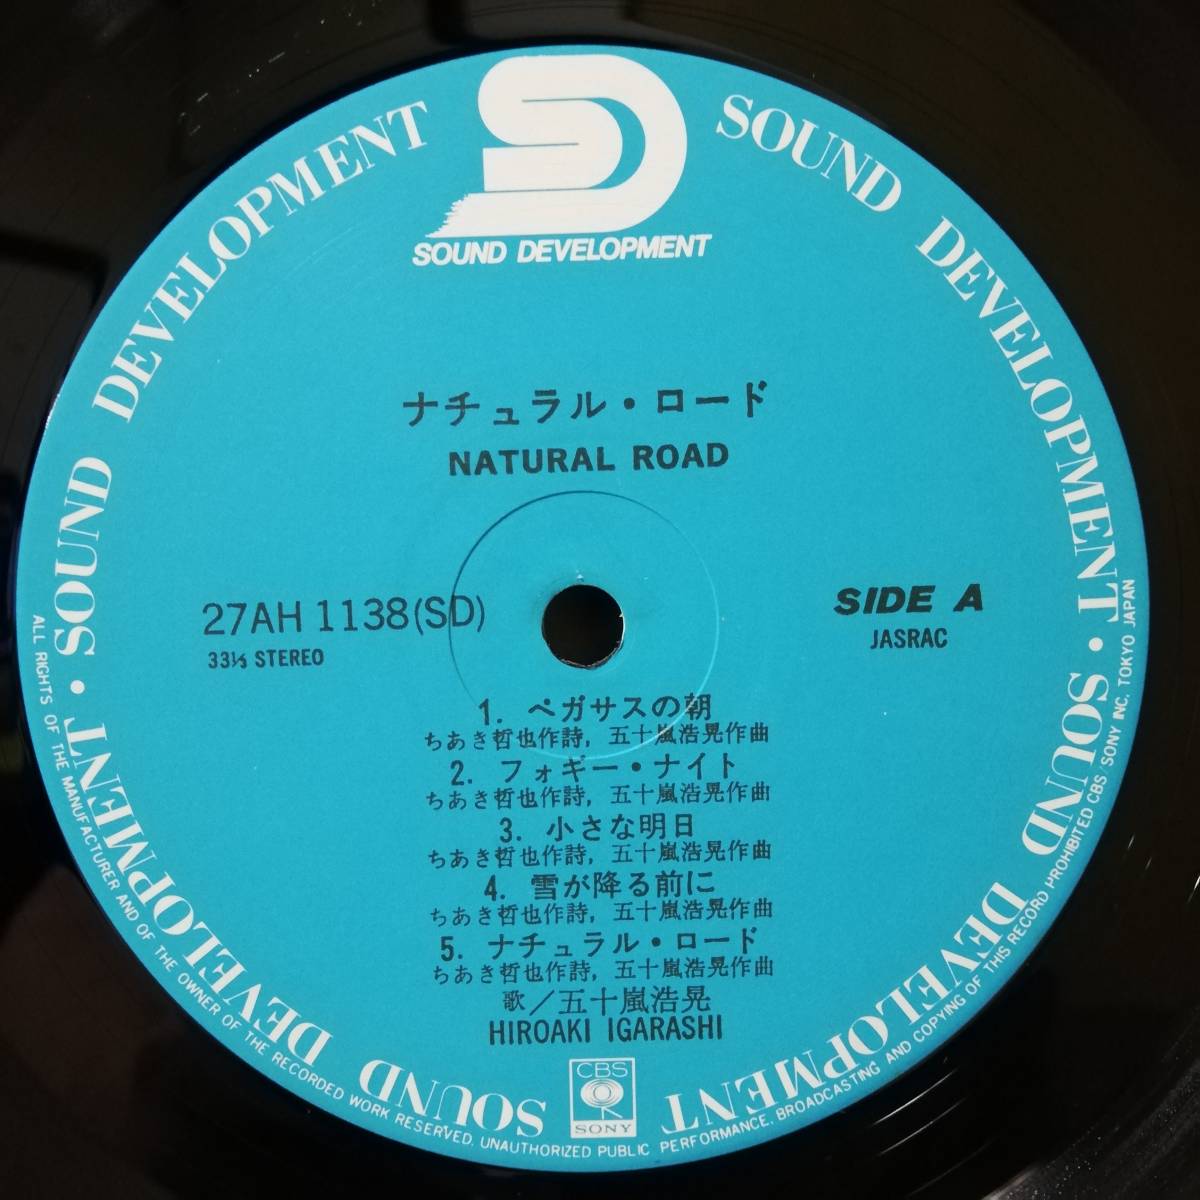 SOUND DEVELOPMENT
ナチュラル・ロード
NATURAL ROAD
27AH 1138(SD)
33⅓ STEREO
SIDE A
JASRAC
1. ペガサスの朝
ちあき哲也作詩, 五十嵐浩晃作曲
2. フォギー・ナイト
ちあき哲也作詩, 五十嵐浩晃作曲
3. 小さな明日
ちあき哲也作詩, 五十嵐浩晃作曲
4. 雪が降る前に
ちあき哲也作詩, 五十嵐浩晃作曲
5. ナチュラル・ロード
ちあき哲也作詩, 五十嵐浩晃作曲
歌/五十嵐浩晃
HIROAKI IGARASHI
CBS
SONY
SOUND DEVELOPMENT・SOUND DEVELOPMENT
SOUND DEVELOPMENT・SOUND DEVELOPMENT
ALL RIGHTS OF THE MANUFACTURER AND OF THE OWNER OF THE RECORDED WORK RESERVED. UNAUTHORIZED PUBLIC PERFORMANCE, BROADCASTING AND COPYING OF THIS RECORD PROHIBITED CBS/SONY INC. TOKYO JAPAN